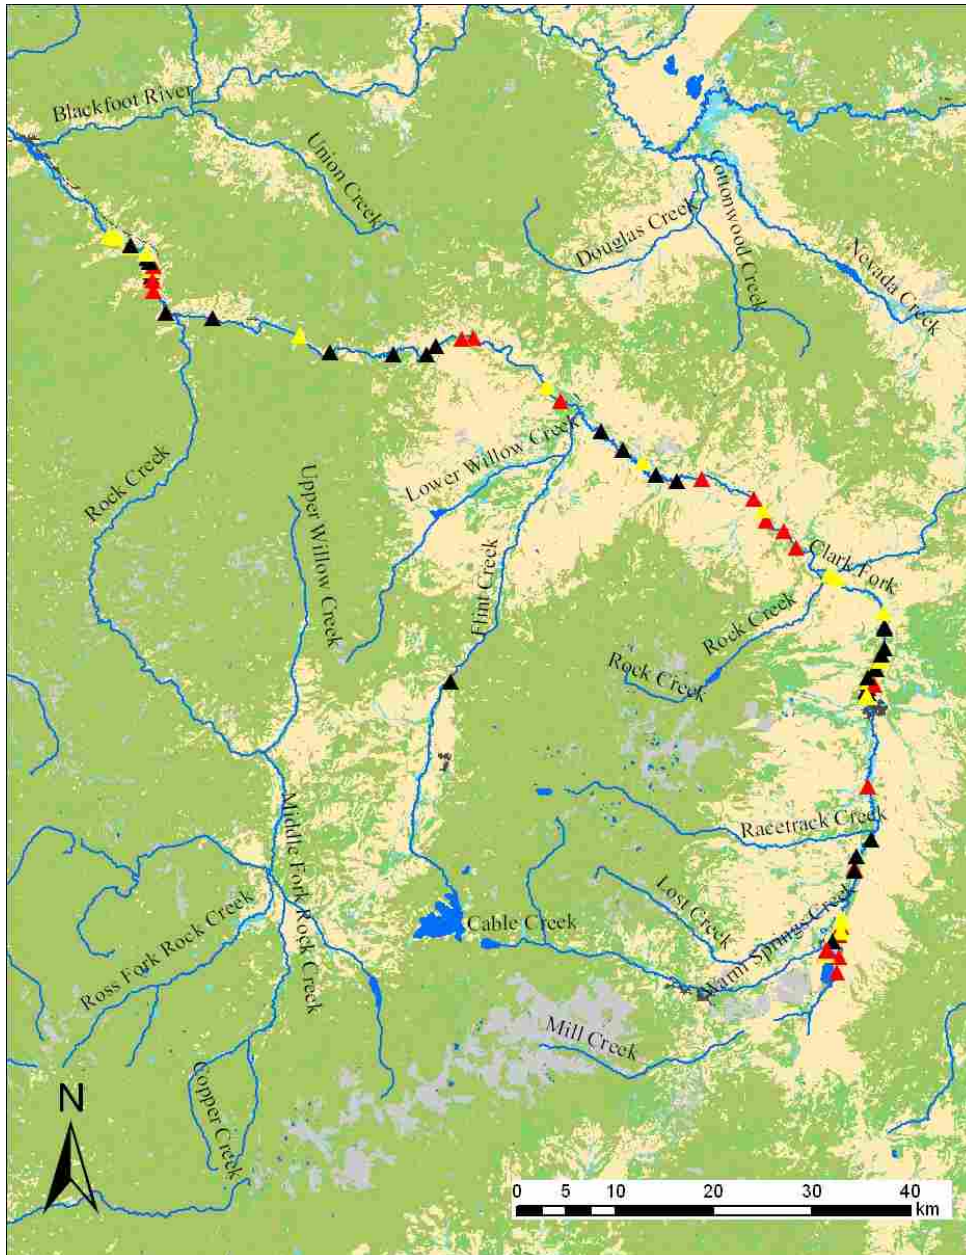 Blackfoot River
Union Creek
Douglas Creek
Cottonwood Creek
Nevada Creek
Rock Creek
Upper Willow Creek
Lower Willow Creek
Flint Creek
Clark Fork
Rock Creek
Rock Creek
Racetrack Creek
Lost Creek
Warm Springs Creek
Cable Creek
Middle Fork Rock Creek
Ross Fork Rock Creek
Mill Creek
Copper Creek
N
0 5 10 20 30 40
km